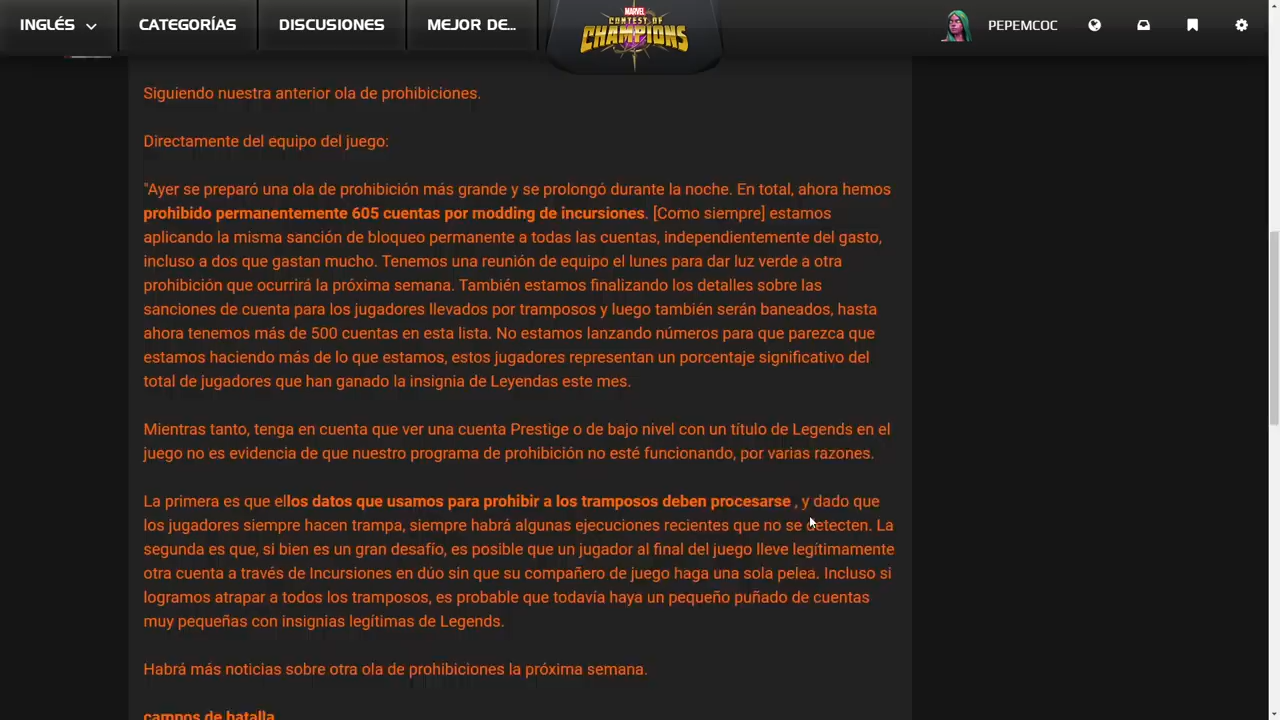 INGLÉS
CATEGORÍAS
DISCUSIONES
MEJOR DE...
MARVEL
CONTEST OF
CHAMPIONS
PEPEMCOC
Siguiendo nuestra anterior ola de prohibiciones.
Directamente del equipo del juego:
"Ayer se preparó una ola de prohibición más grande y se prolongó durante la noche. En total, ahora hemos
prohibido permanentemente 605 cuentas por modding de incursiones. [Como siempre] estamos
aplicando la misma sanción de bloqueo permanente a todas las cuentas, independientemente del gasto,
incluso a dos que gastan mucho. Tenemos una reunión de equipo el lunes para dar luz verde a otra
prohibición que ocurrirá la próxima semana. También estamos finalizando los detalles sobre las
sanciones de cuenta para los jugadores llevados por tramposos y luego también serán baneados, hasta
ahora tenemos más de 500 cuentas en esta lista. No estamos lanzando números para que parezca que
estamos haciendo más de lo que estamos, estos jugadores representan un porcentaje significativo del
total de jugadores que han ganado la insignia de Leyendas este mes.
Mientras tanto, tenga en cuenta que ver una cuenta Prestige o de bajo nivel con un título de Legends en el
juego no es evidencia de que nuestro programa de prohibición no esté funcionando, por varias razones.
La primera es que ellos datos que usamos para prohibir a los tramposos deben procesarse , y dado que
los jugadores siempre hacen trampa, siempre habrá algunas ejecuciones recientes que no se detecten. La
segunda es que, si bien es un gran desafío, es posible que un jugador al final del juego lleve legítimamente
otra cuenta a través de Incursiones en dúo sin que su compañero de juego haga una sola pelea. Incluso si
logramos atrapar a todos los tramposos, es probable que todavía haya un pequeño puñado de cuentas
muy pequeñas con insignias legítimas de Legends.
Habrá más noticias sobre otra ola de prohibiciones la próxima semana.
campos de batalla